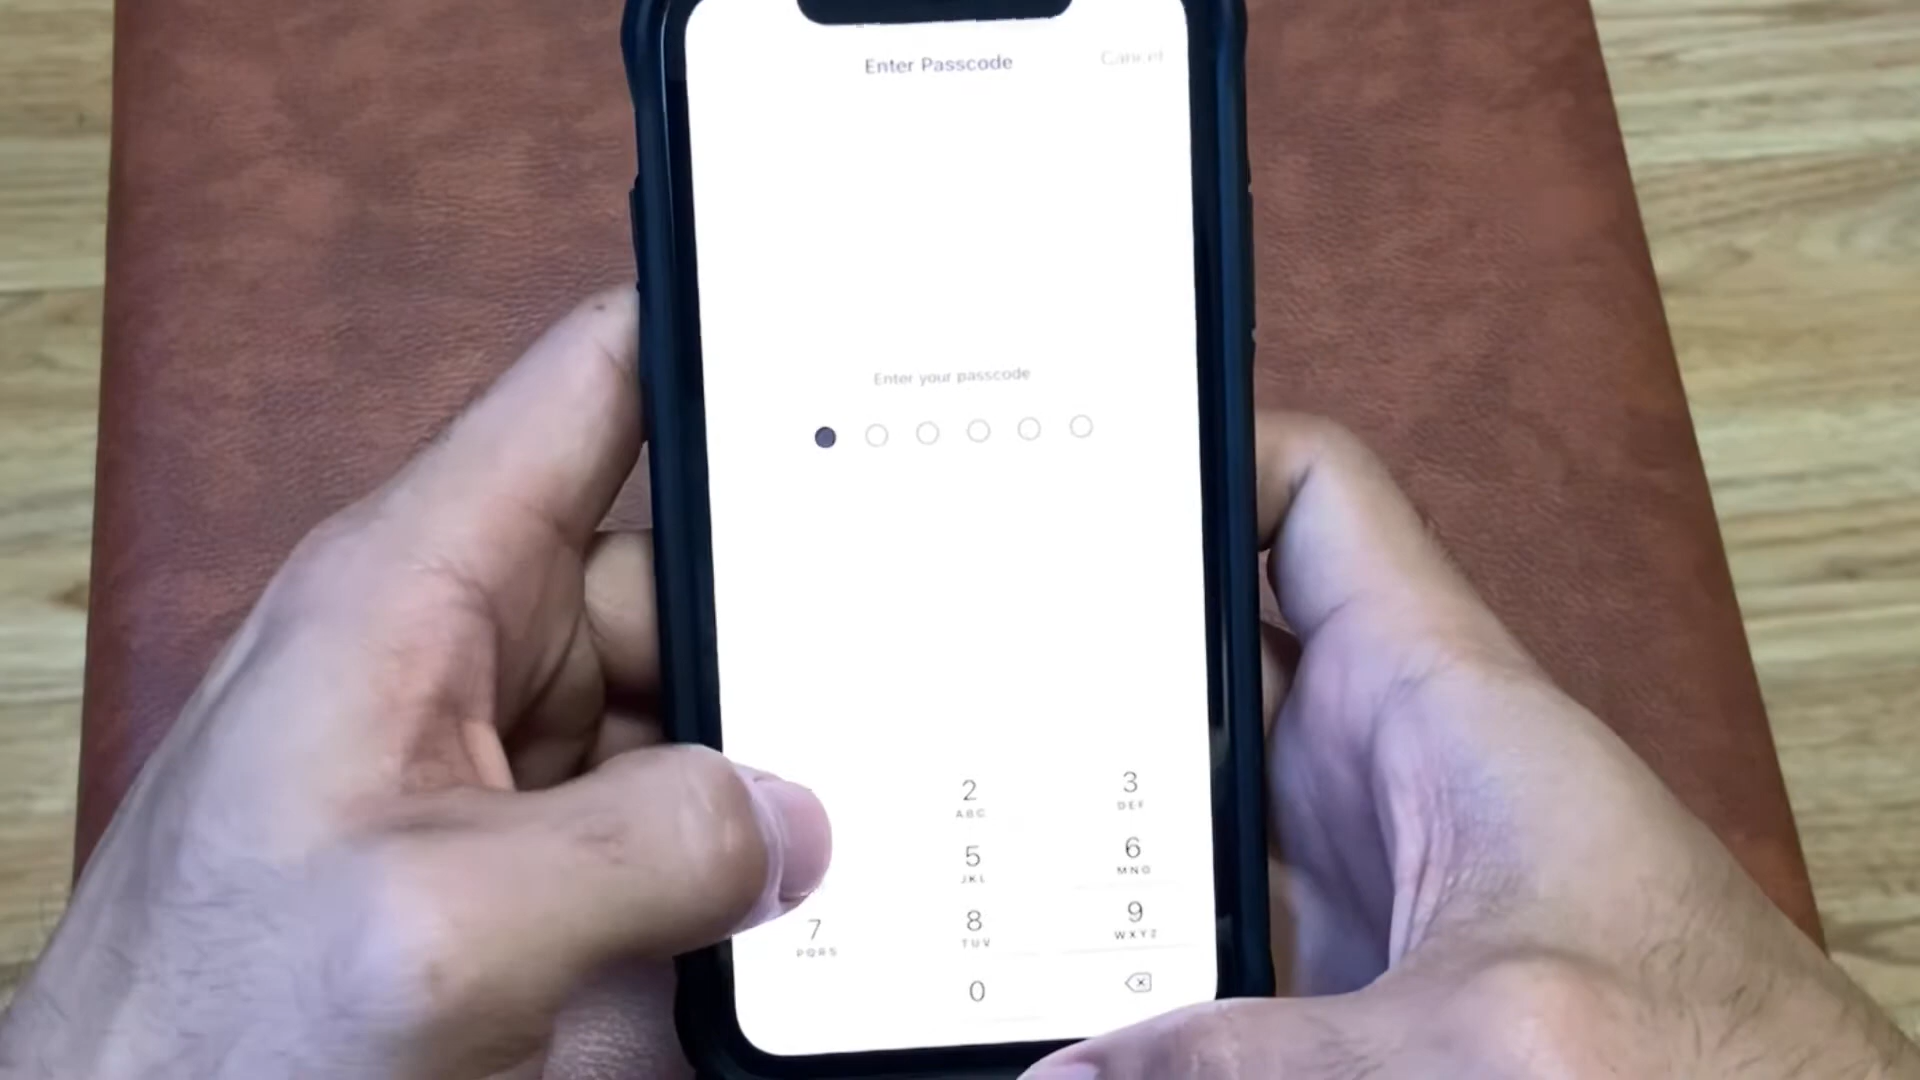 Enter Passcode
Cancel
Enter your passcode
2
ABC
3
DEF
5
JKL
6
MNO
7
PQRS
8
TUV
9
WXYZ
0